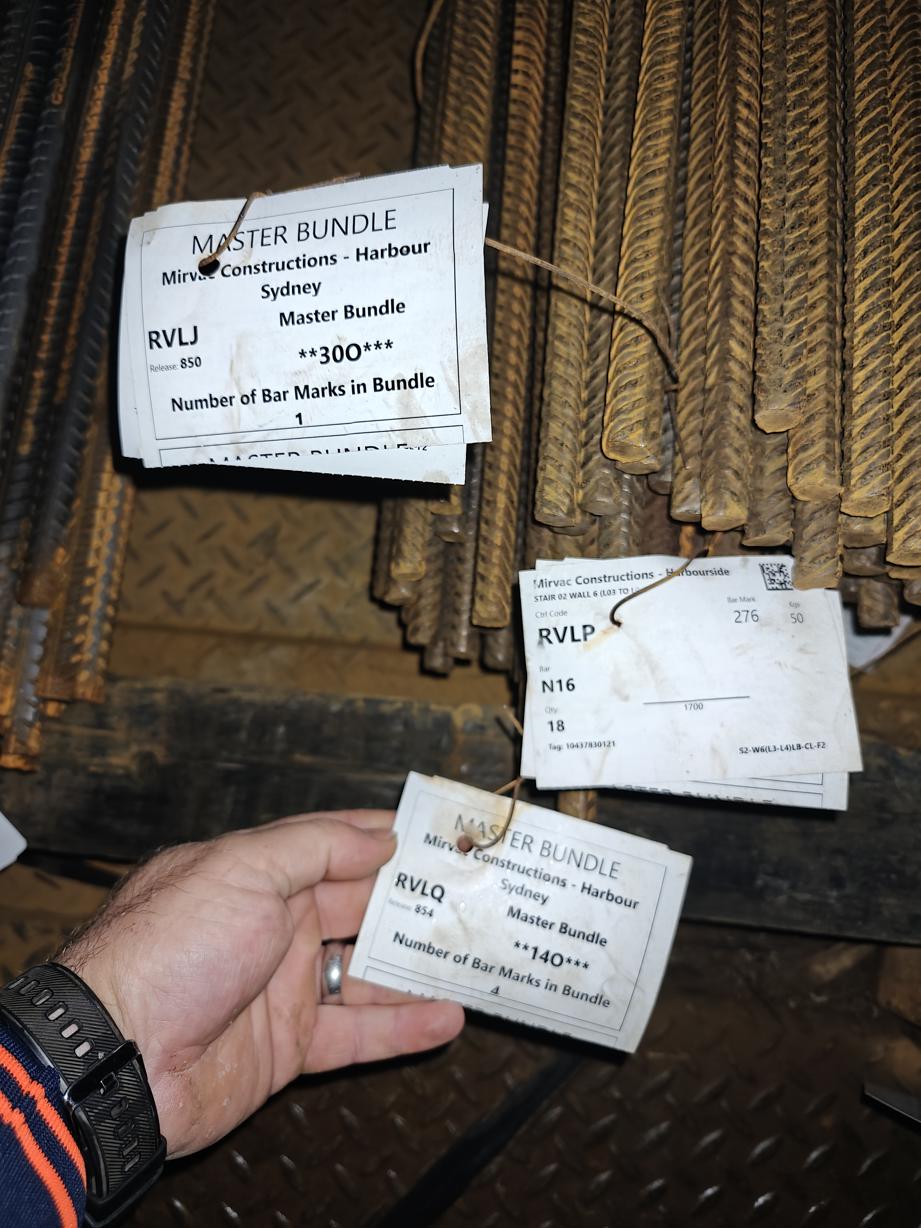 MASTER BUNDLE
Mirvac Constructions - Harbour
Sydney
RVLJ
Master Bundle
Release: 850
**30O***
Number of Bar Marks in Bundle
1
MASTER BUNDLE
Mirvac Constructions - Harbourside
STAIR 02 WALL 6 (L03 TO
Ctrl Code
Bar Mark
Kgs
RVLP
276
50
Bar
N16
1700
Qty:
18
Tag: 10437830121
S2-W6(L3-L4)LB-CL-F2
MASTER BUNDLE
Mirvac Constructions - Harbour
Sydney
RVLQ
Master Bundle
Release: 854
**14O***
Number of Bar Marks in Bundle
4